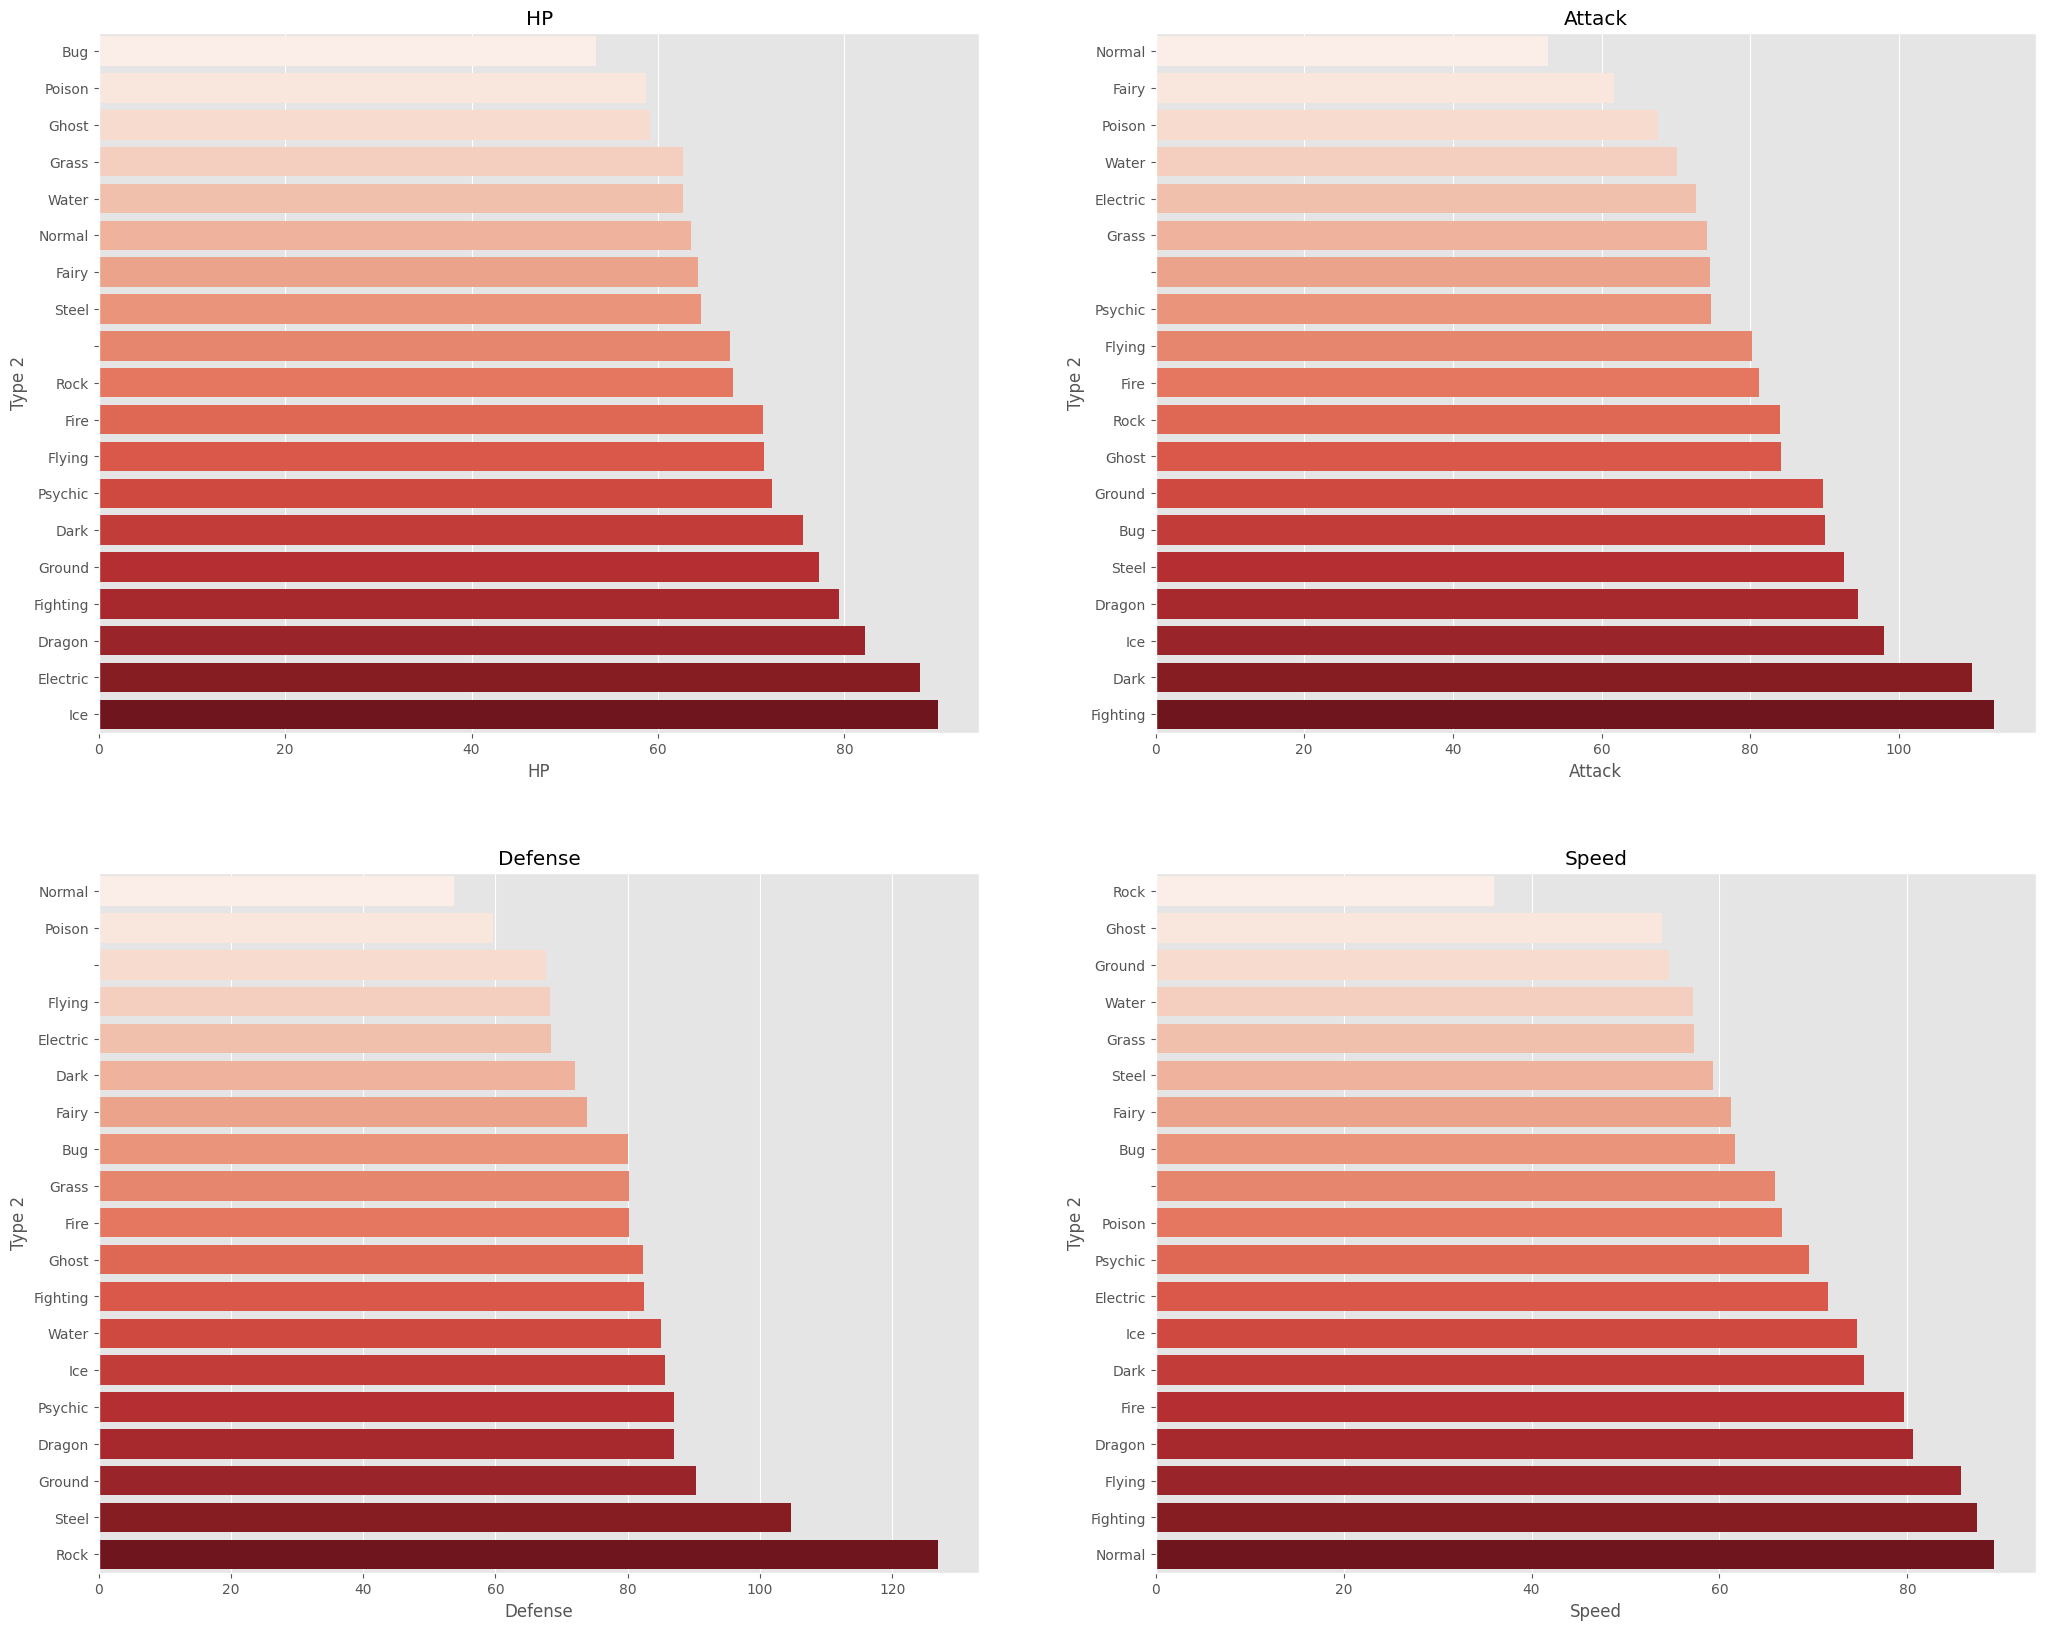 HP
Bug
Poison
Ghost
Grass
Water
Normal
Fairy
Steel
Rock
Fire
Flying
Psychic
Dark
Ground
Fighting
Dragon
Electric
Ice
Type 2
0 20 40 60 80
HP
Attack
Normal
Fairy
Poison
Water
Electric
Grass
Psychic
Flying
Fire
Rock
Ghost
Ground
Bug
Steel
Dragon
Ice
Dark
Fighting
Type 2
0 20 40 60 80 100
Attack
Defense
Normal
Poison
Flying
Electric
Dark
Fairy
Bug
Grass
Fire
Ghost
Fighting
Water
Ice
Psychic
Dragon
Ground
Steel
Rock
Type 2
0 20 40 60 80 100 120
Defense
Speed
Rock
Ghost
Ground
Water
Grass
Steel
Fairy
Bug
Poison
Psychic
Electric
Ice
Dark
Fire
Dragon
Flying
Fighting
Normal
Type 2
0 20 40 60 80
Speed